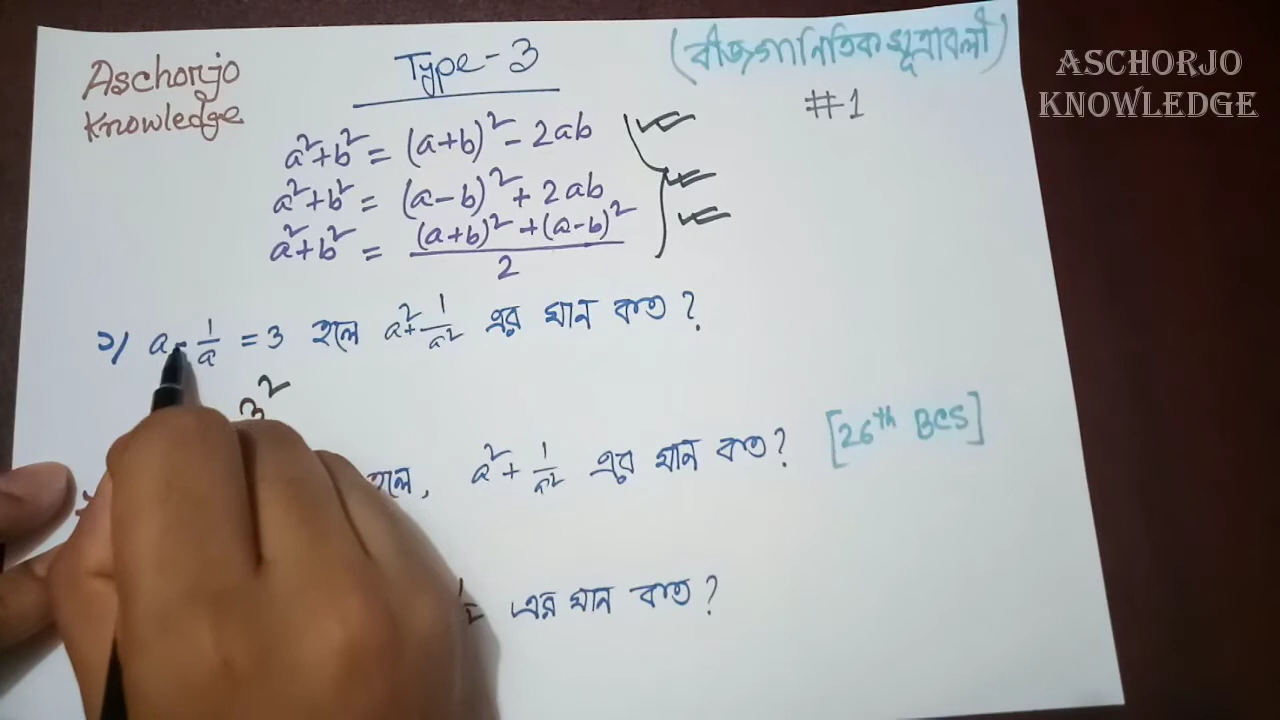 Aschorjo
Knowledge
Type-3
(বীজগানিতিক সূত্রাবলী)
#1
ASCHORJO
KNOWLEDGE
a²+b² = (a+b)² - 2ab
a²+b² = (a-b)² + 2ab
a²+b² = (a+b)² + (a-b)² / 2
১) a - 1/a = 3 হলে a² + 1/a² এর মান কত?
3²
হলে, a² + 1/a² এর মান কত? [26th BCS]
এর মান কত?